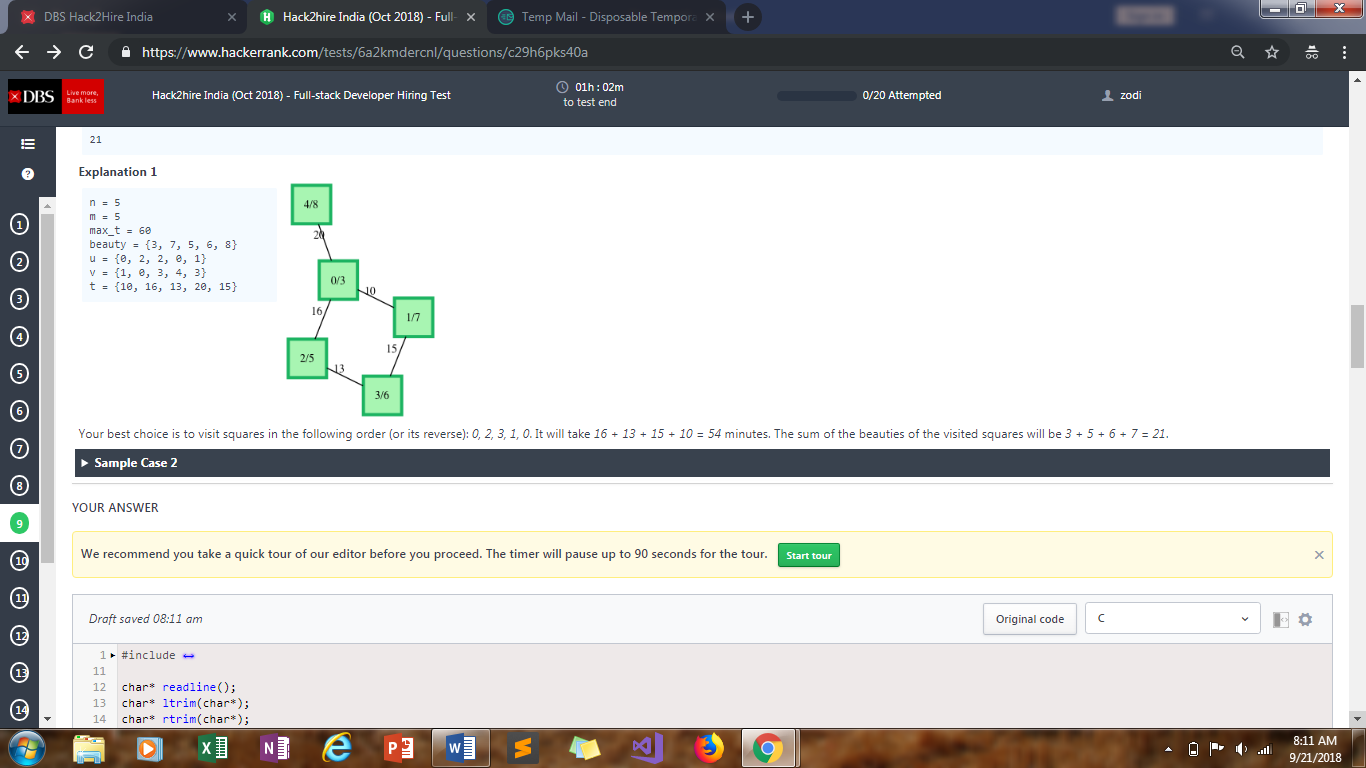 DBS Hack2Hire India
Hack2hire India (Oct 2018) - Full-
Temp Mail - Disposable Tempora
https://www.hackerrank.com/tests/6a2kmdercnl/questions/c29h6pks40a
DBS Live more, Bank less
Hack2hire India (Oct 2018) - Full-stack Developer Hiring Test
01h : 02m
to test end
0/20 Attempted
zodi
21
Explanation 1
n = 5
m = 5
max_t = 60
beauty = {3, 7, 5, 6, 8}
u = {0, 2, 2, 0, 1}
v = {1, 0, 3, 4, 3}
t = {10, 16, 13, 20, 15}
4/8
20
0/3
10
16
1/7
15
2/5
13
3/6
Your best choice is to visit squares in the following order (or its reverse): 0, 2, 3, 1, 0. It will take 16 + 13 + 15 + 10 = 54 minutes. The sum of the beauties of the visited squares will be 3 + 5 + 6 + 7 = 21.
Sample Case 2
YOUR ANSWER
We recommend you take a quick tour of our editor before you proceed. The timer will pause up to 90 seconds for the tour. Start tour
Draft saved 08:11 am
Original code
C
1 #include
11
12 char* readline();
13 char* ltrim(char*);
14 char* rtrim(char*);
1
2
3
4
5
6
7
8
9
10
11
12
13
14
8:11 AM
9/21/2018